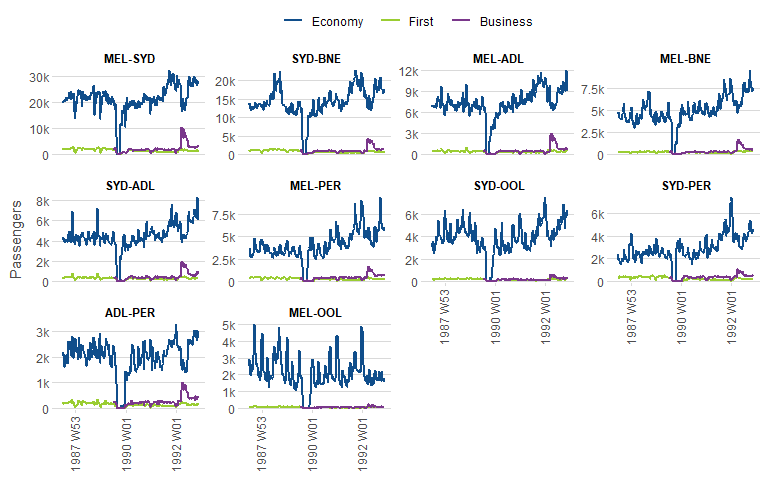 Economy First Business
MEL-SYD SYD-BNE MEL-ADL MEL-BNE
30k
20k
10k
0
20k
15k
10k
5k
0
12k
9k
6k
3k
0
7.5k
5k
2.5k
0
Passengers
SYD-ADL MEL-PER SYD-OOL SYD-PER
8k
6k
4k
2k
0
7.5k
5k
2.5k
0
6k
4k
2k
0
6k
4k
2k
0
1987 W53
1990 W01
1992 W01
1987 W53
1990 W01
1992 W01
ADL-PER MEL-OOL
3k
2k
1k
0
5k
4k
3k
2k
1k
0
1987 W53
1990 W01
1992 W01
1987 W53
1990 W01
1992 W01